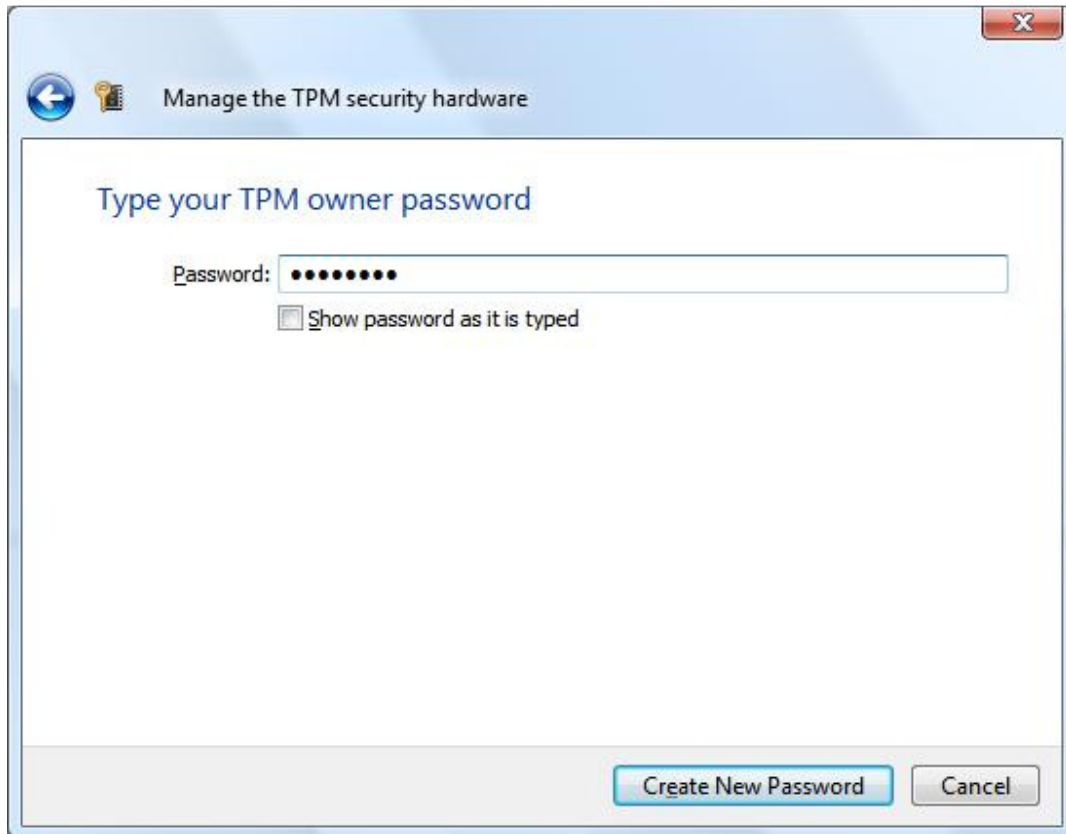 Manage the TPM security hardware
Type your TPM owner password
Password: ••••••••
Show password as it is typed
Create New Password Cancel